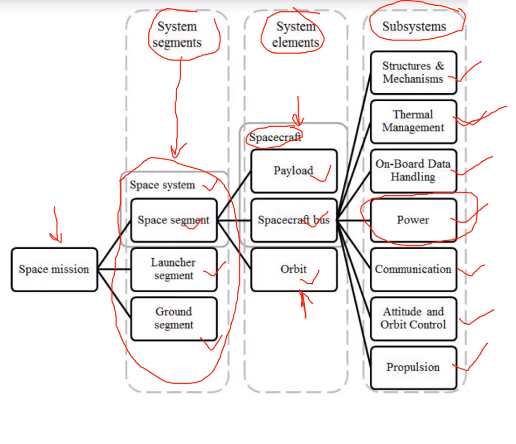 System
segments
System
elements
Subsystems
Structures &
Mechanisms
Thermal
Management
Spacecraft
Payload
On-Board Data
Handling
Space system
Space segment
Spacecraft bus
Power
Space mission
Launcher
segment
Orbit
Communication
Ground
segment
Attitude and
Orbit Control
Propulsion